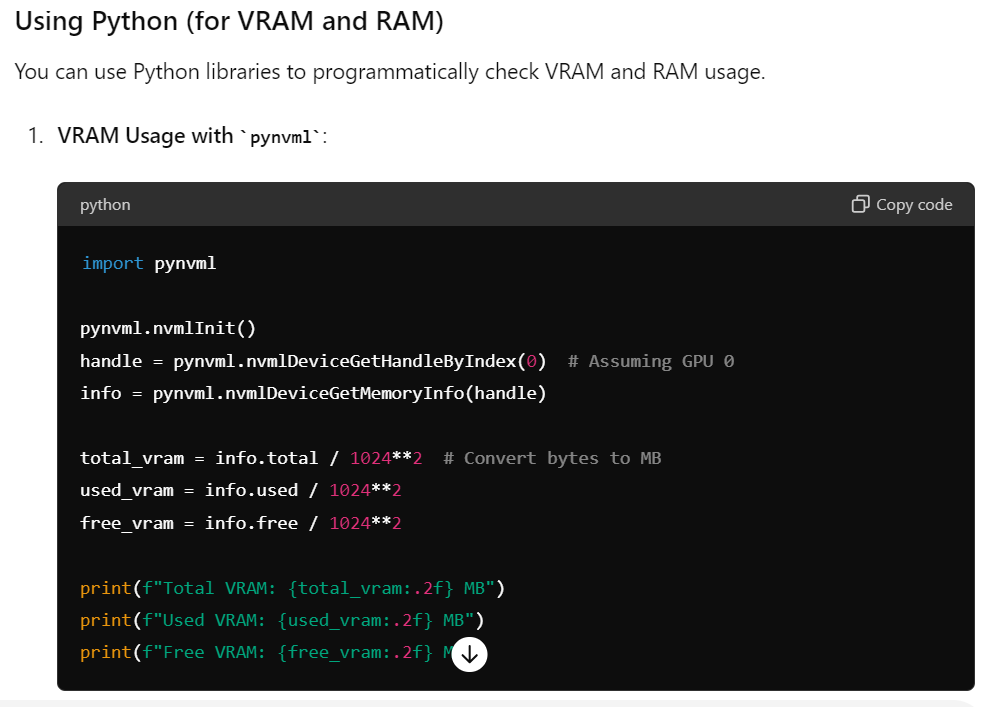 Using Python (for VRAM and RAM)
You can use Python libraries to programmatically check VRAM and RAM usage.
1. VRAM Usage with `pynvml`:
python
Copy code
import pynvml
pynvml.nvmlInit()
handle = pynvml.nvmlDeviceGetHandleByIndex(0)  # Assuming GPU 0
info = pynvml.nvmlDeviceGetMemoryInfo(handle)
total_vram = info.total / 1024**2  # Convert bytes to MB
used_vram = info.used / 1024**2
free_vram = info.free / 1024**2
print(f"Total VRAM: {total_vram:.2f} MB")
print(f"Used VRAM: {used_vram:.2f} MB")
print(f"Free VRAM: {free_vram:.2f}